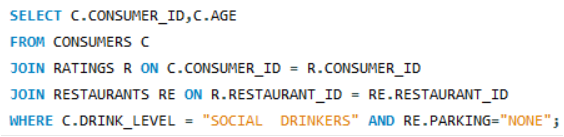 SELECT C.CONSUMER_ID,C.AGE
FROM CONSUMERS C
JOIN RATINGS R ON C.CONSUMER_ID = R.CONSUMER_ID
JOIN RESTAURANTS RE ON R.RESTAURANT_ID = RE.RESTAURANT_ID
WHERE C.DRINK_LEVEL = "SOCIAL  DRINKERS" AND RE.PARKING="NONE";